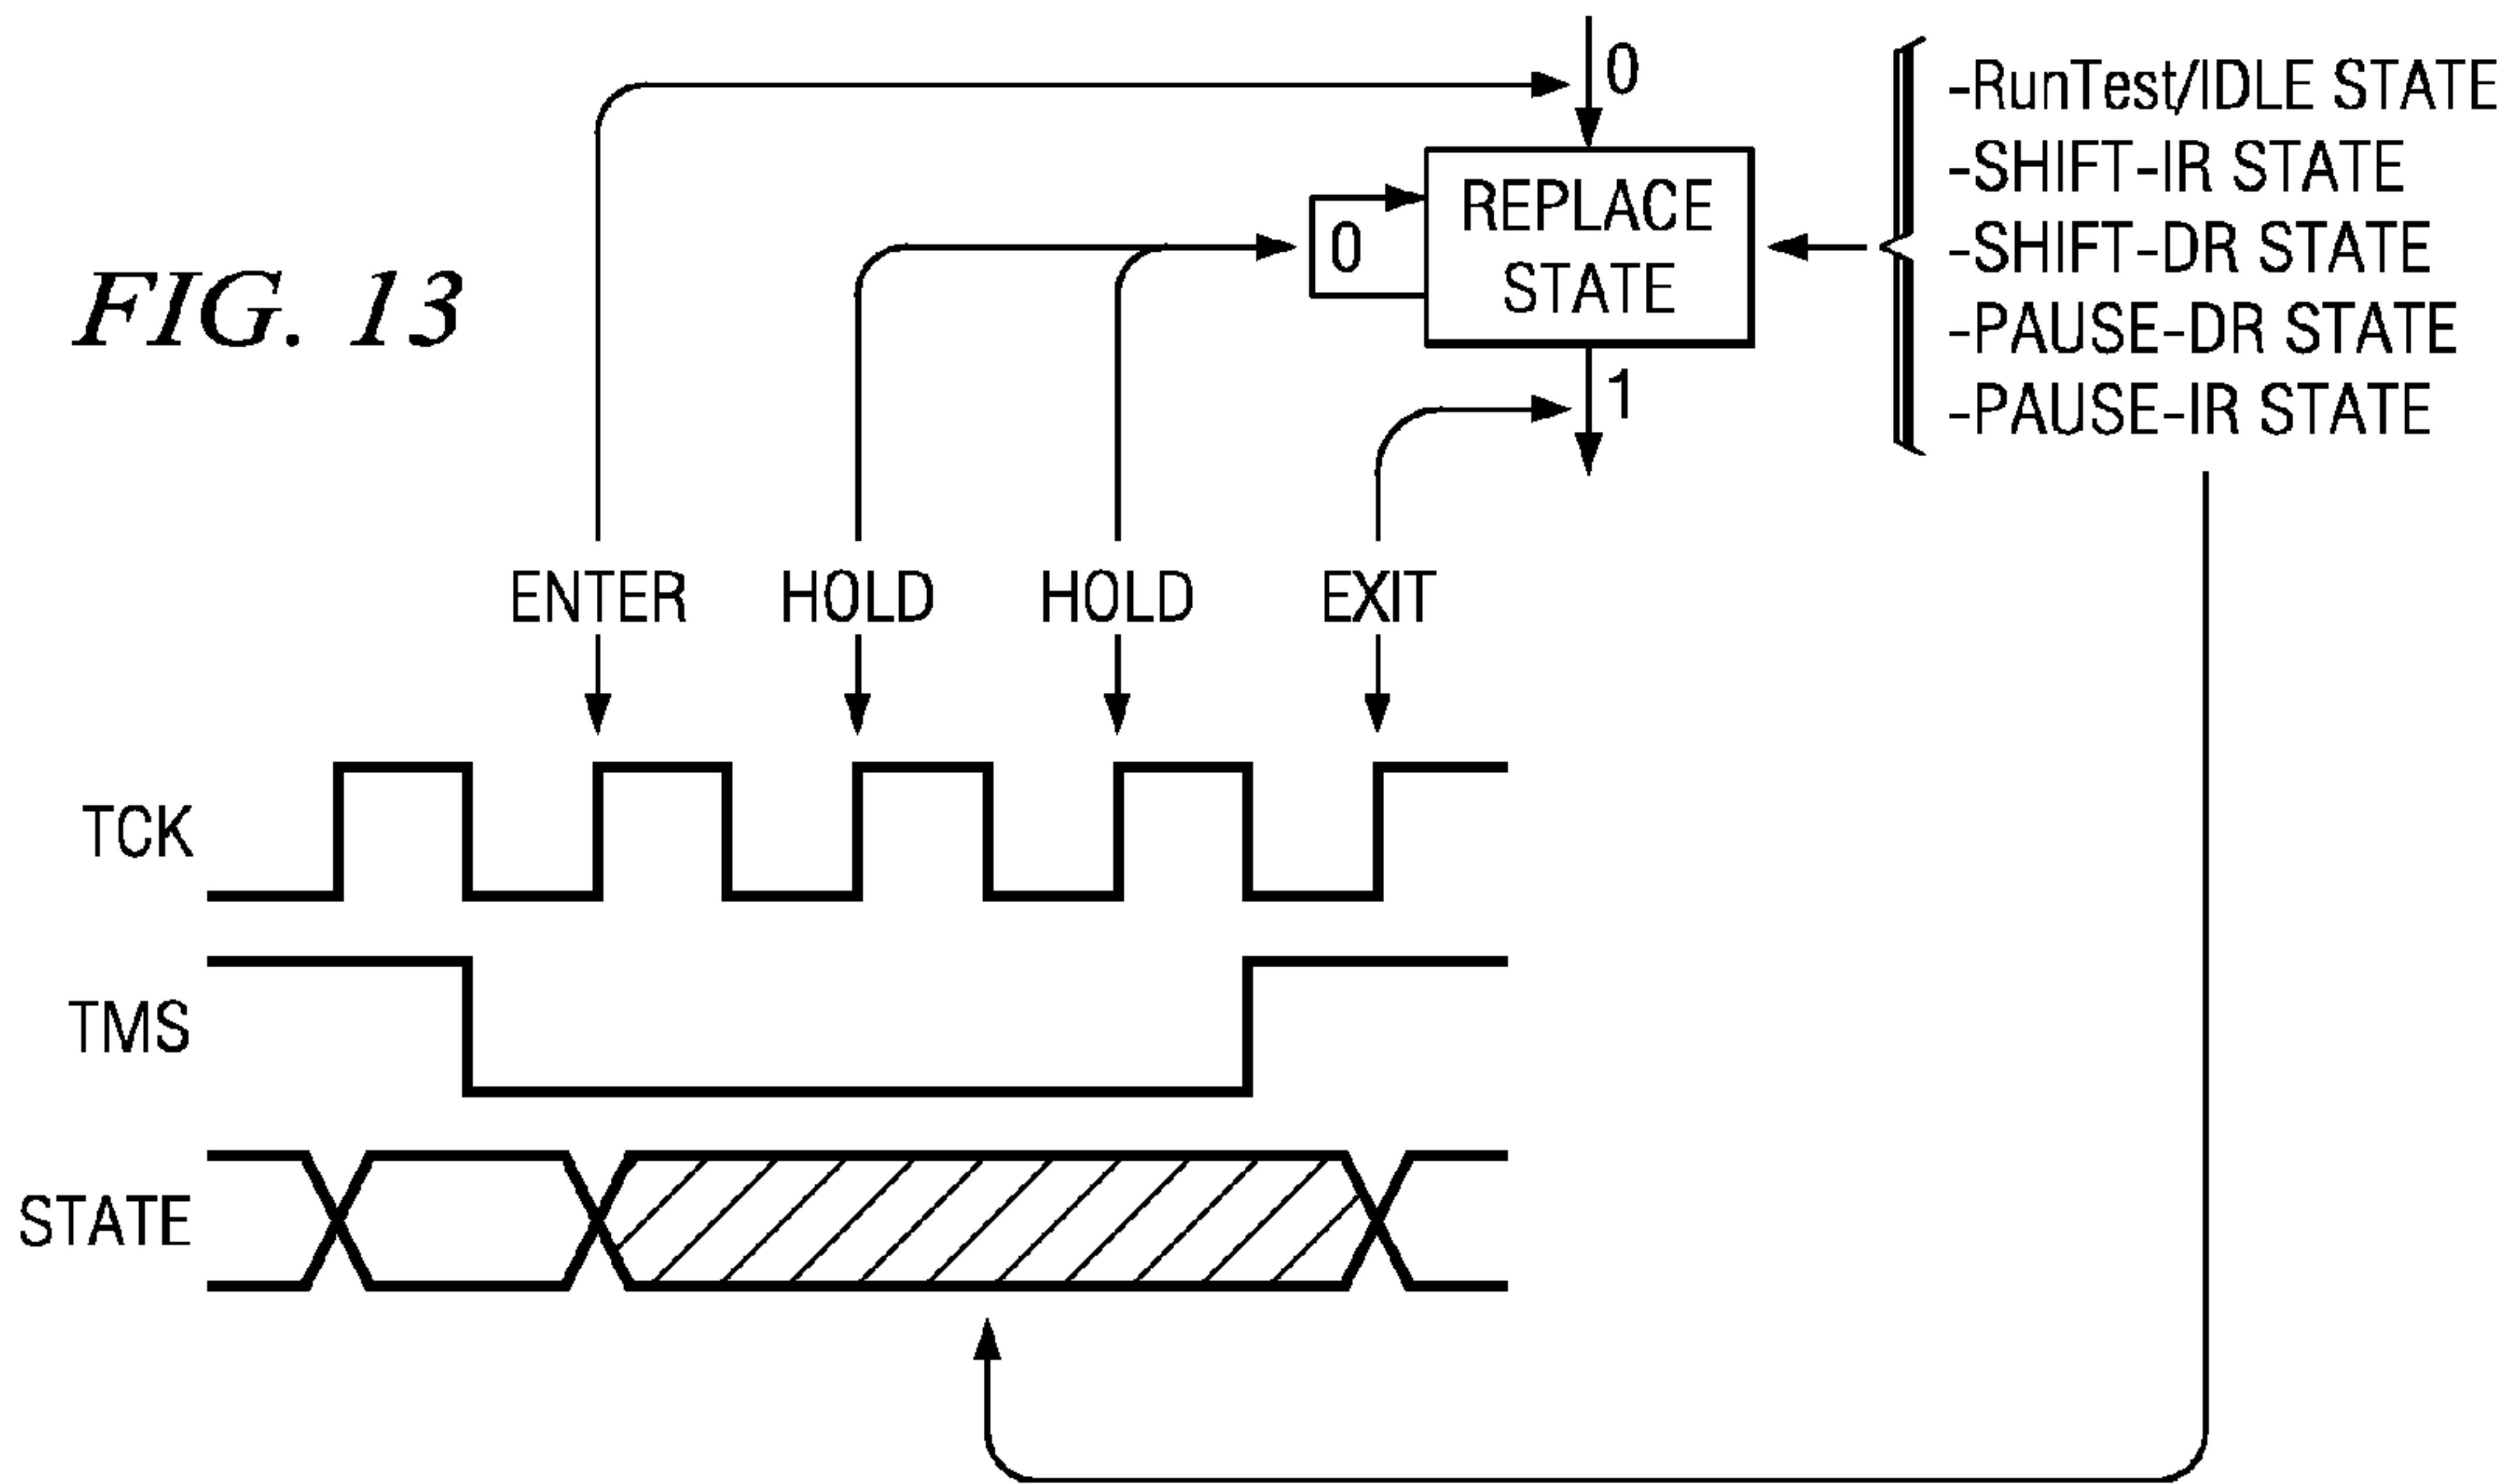 FIG. 13
0
REPLACE
STATE
0
1
-RunTest/IDLE STATE
-SHIFT-IR STATE
-SHIFT-DR STATE
-PAUSE-DR STATE
-PAUSE-IR STATE
ENTER HOLD HOLD EXIT
TCK
TMS
STATE